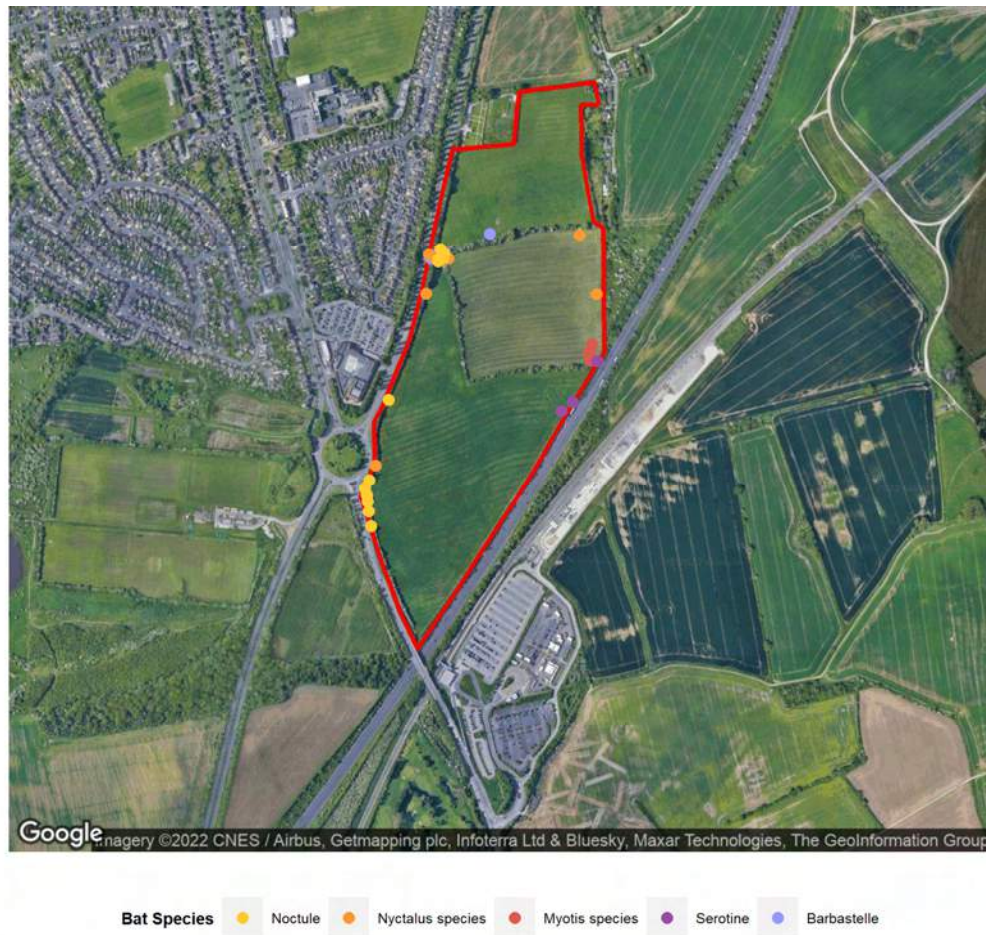 Google
Imagery ©2022 CNES / Airbus, Getmapping plc, Infoterra Ltd & Bluesky, Maxar Technologies, The GeoInformation Group
Bat Species Noctule Nyctalus species Myotis species Serotine Barbastelle